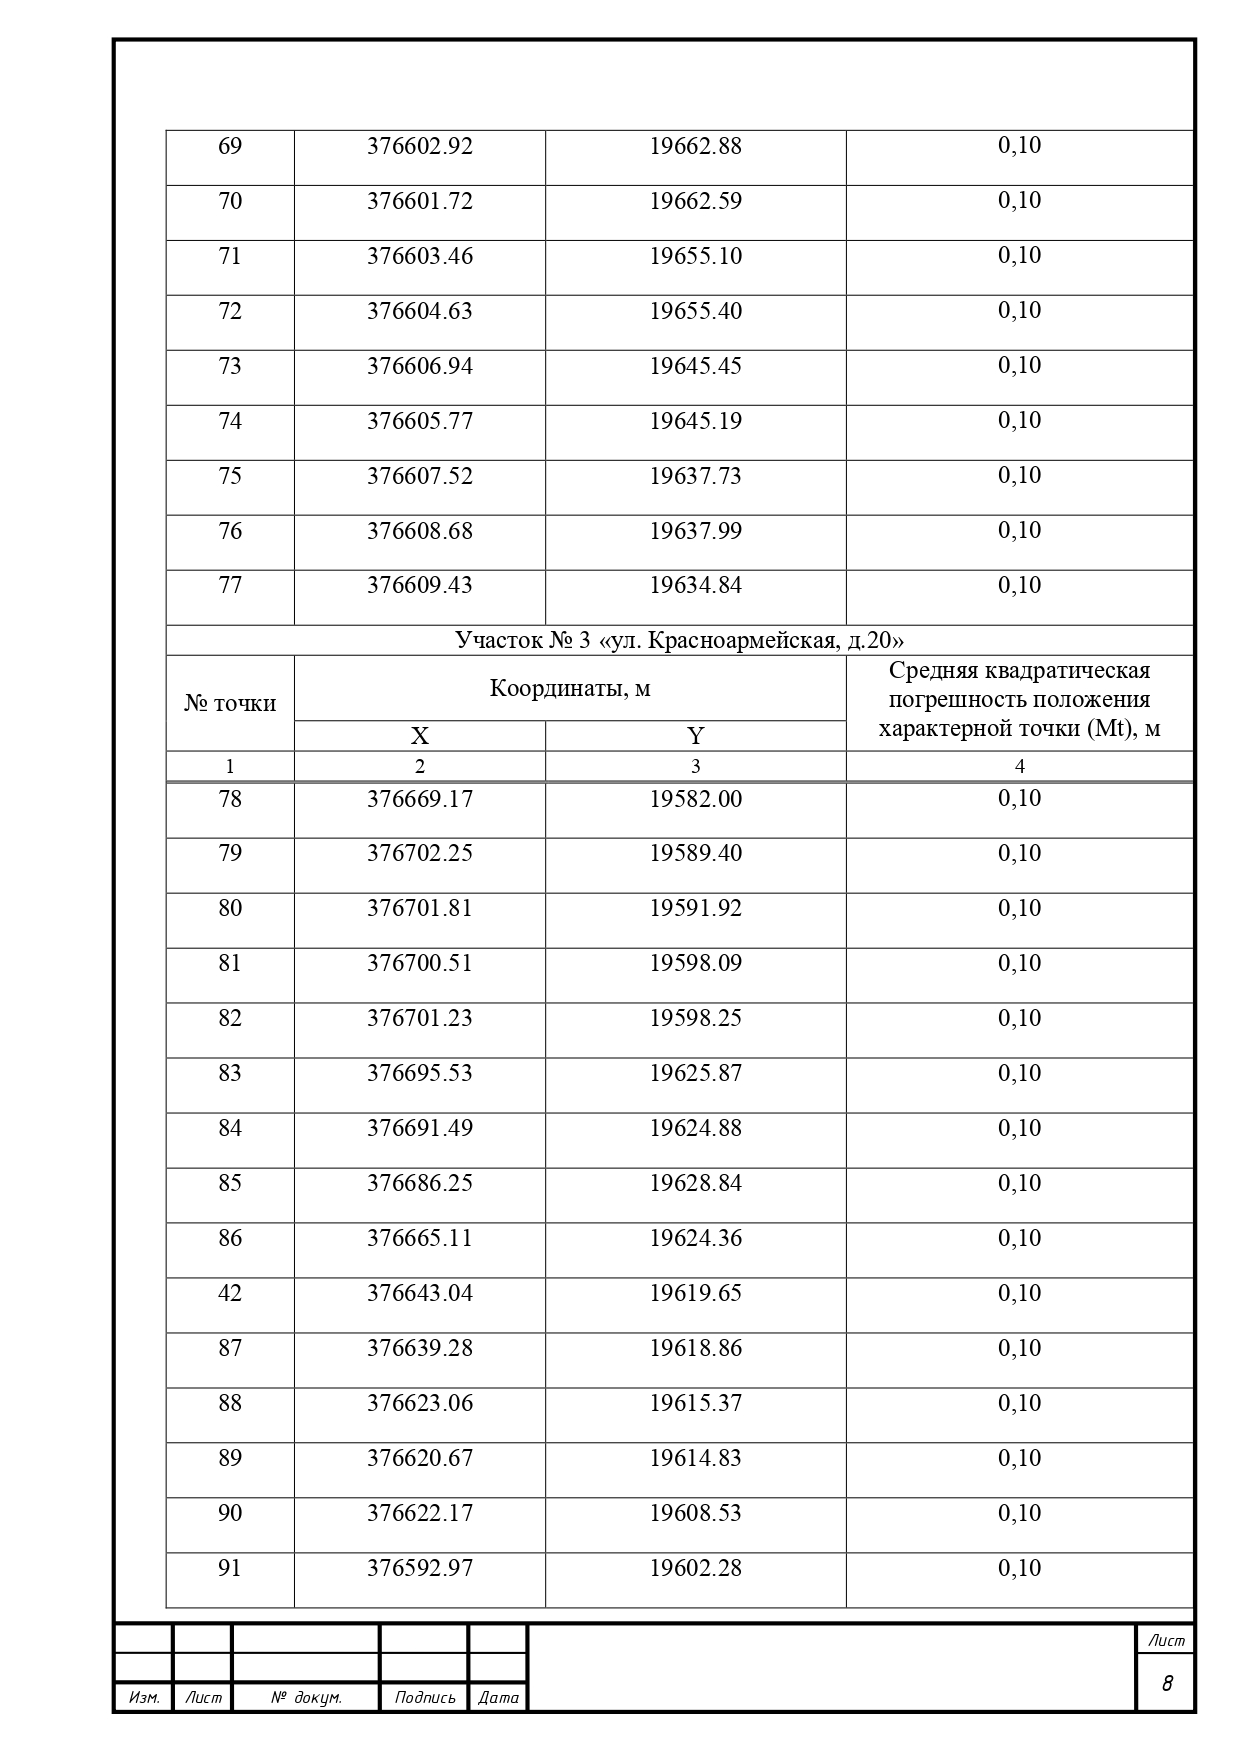 69 376602.92 19662.88 0,10
70 376601.72 19662.59 0,10
71 376603.46 19655.10 0,10
72 376604.63 19655.40 0,10
73 376606.94 19645.45 0,10
74 376605.77 19645.19 0,10
75 376607.52 19637.73 0,10
76 376608.68 19637.99 0,10
77 376609.43 19634.84 0,10
Участок № 3 «ул. Красноармейская, д.20»
№ точки
Координаты, м
Средняя квадратическая
погрешность положения
характерной точки (Mt), м
X Y
1 2 3 4
78 376669.17 19582.00 0,10
79 376702.25 19589.40 0,10
80 376701.81 19591.92 0,10
81 376700.51 19598.09 0,10
82 376701.23 19598.25 0,10
83 376695.53 19625.87 0,10
84 376691.49 19624.88 0,10
85 376686.25 19628.84 0,10
86 376665.11 19624.36 0,10
42 376643.04 19619.65 0,10
87 376639.28 19618.86 0,10
88 376623.06 19615.37 0,10
89 376620.67 19614.83 0,10
90 376622.17 19608.53 0,10
91 376592.97 19602.28 0,10
Лист
8
Изм. Лист № докум. Подпись Дата